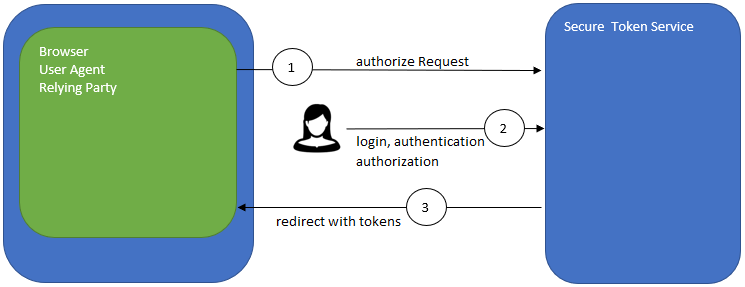 Browser
User Agent
Relying Party
Secure Token Service
1
authorize Request
2
login, authentication
authorization
3
redirect with tokens